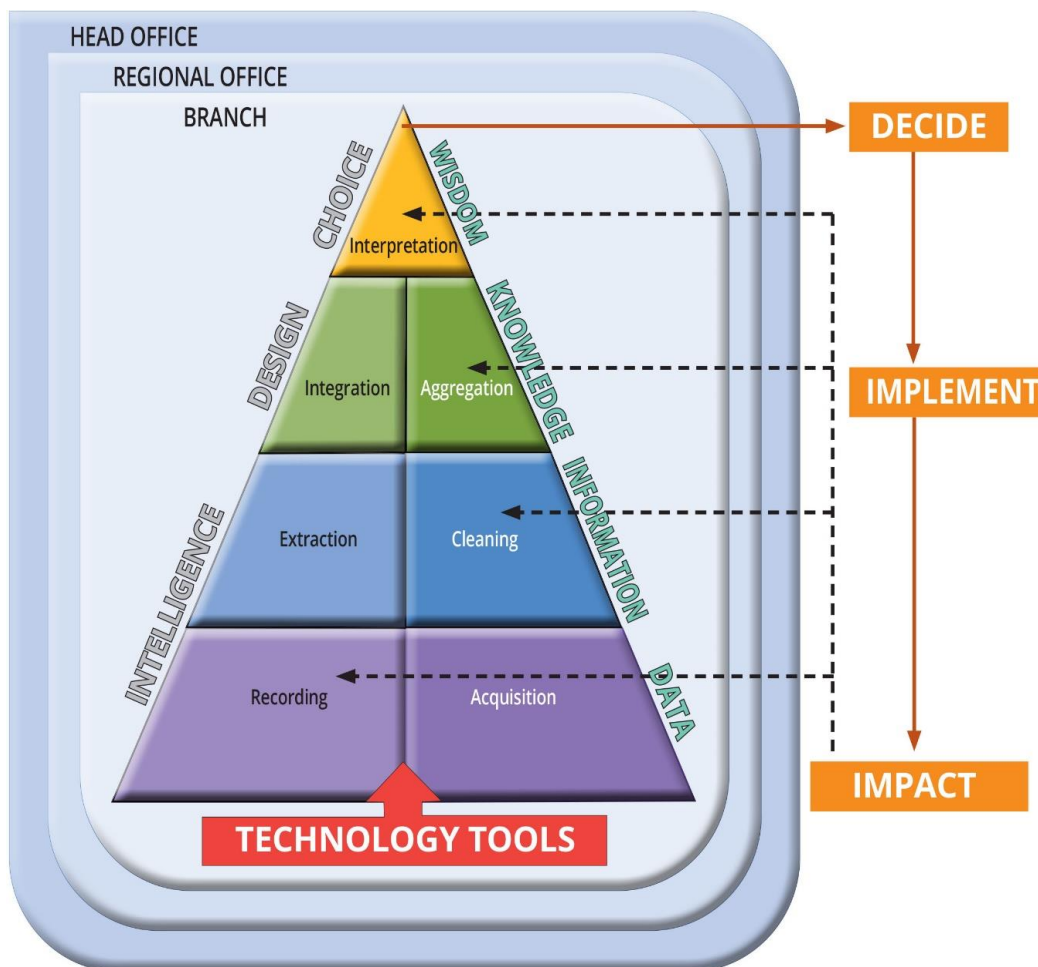 HEAD OFFICE
REGIONAL OFFICE
BRANCH
DECIDE
CHOICE
WISDOM
Interpretation
DESIGN
KNOWLEDGE
Integration
Aggregation
IMPLEMENT
INTELLIGENCE
INFORMATION
Extraction
Cleaning
DATA
Recording
Acquisition
IMPACT
TECHNOLOGY TOOLS